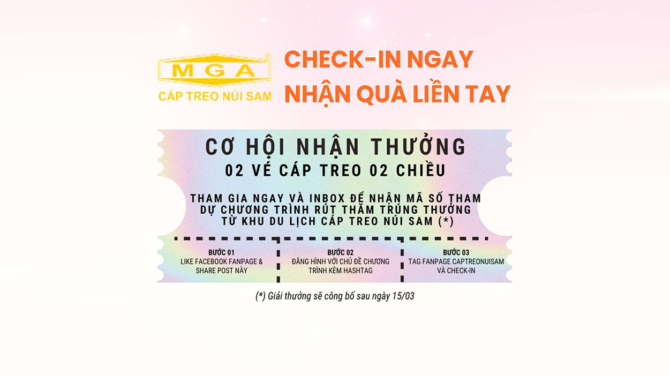 MGA
CÁP TREO NÚI SAM
CHECK-IN NGAY
NHẬN QUÀ LIỀN TAY
CƠ HỘI NHẬN THƯỞNG
02 VÉ CÁP TREO 02 CHIỀU
THAM GIA NGAY VÀ INBOX ĐỂ NHẬN MÃ SỐ THAM
DỰ CHƯƠNG TRÌNH RÚT THĂM TRÚNG THƯỞNG
TỪ KHU DU LỊCH CÁP TREO NÚI SAM (*)
BƯỚC 01
LIKE FACEBOOK FANPAGE &
SHARE POST NÀY
BƯỚC 02
ĐĂNG HÌNH VỚI CHỦ ĐỀ CHƯƠNG
TRÌNH KÈM HASHTAG
BƯỚC 03
TAG FANPAGE CAPTREONUISAM
VÀ CHECK-IN
(*) Giải thưởng sẽ công bố sau ngày 15/03